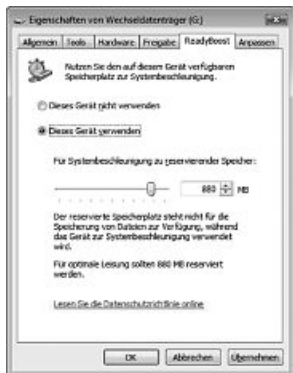 Eigenschaften von Wechseldatenträger (G:)
Allgemein Tools Hardware Freigabe ReadyBoost Anpassen
Nutzen Sie den auf diesem Gerät verfügbaren
Speicherplatz zur Systembeschleunigung.
Dieses Gerät nicht verwenden
Dieses Gerät verwenden
Für Systembeschleunigung zu reservierender Speicher:
880 MB
Der reservierte Speicherplatz steht nicht für die
Speicherung von Dateien zur Verfügung, während
das Gerät zur Systembeschleunigung verwendet
wird.
Für optimale Leisung sollten 880 MB reserviert
werden.
Lesen Sie die Datenschutzrichtlinie online
OK Abbrechen Übernehmen